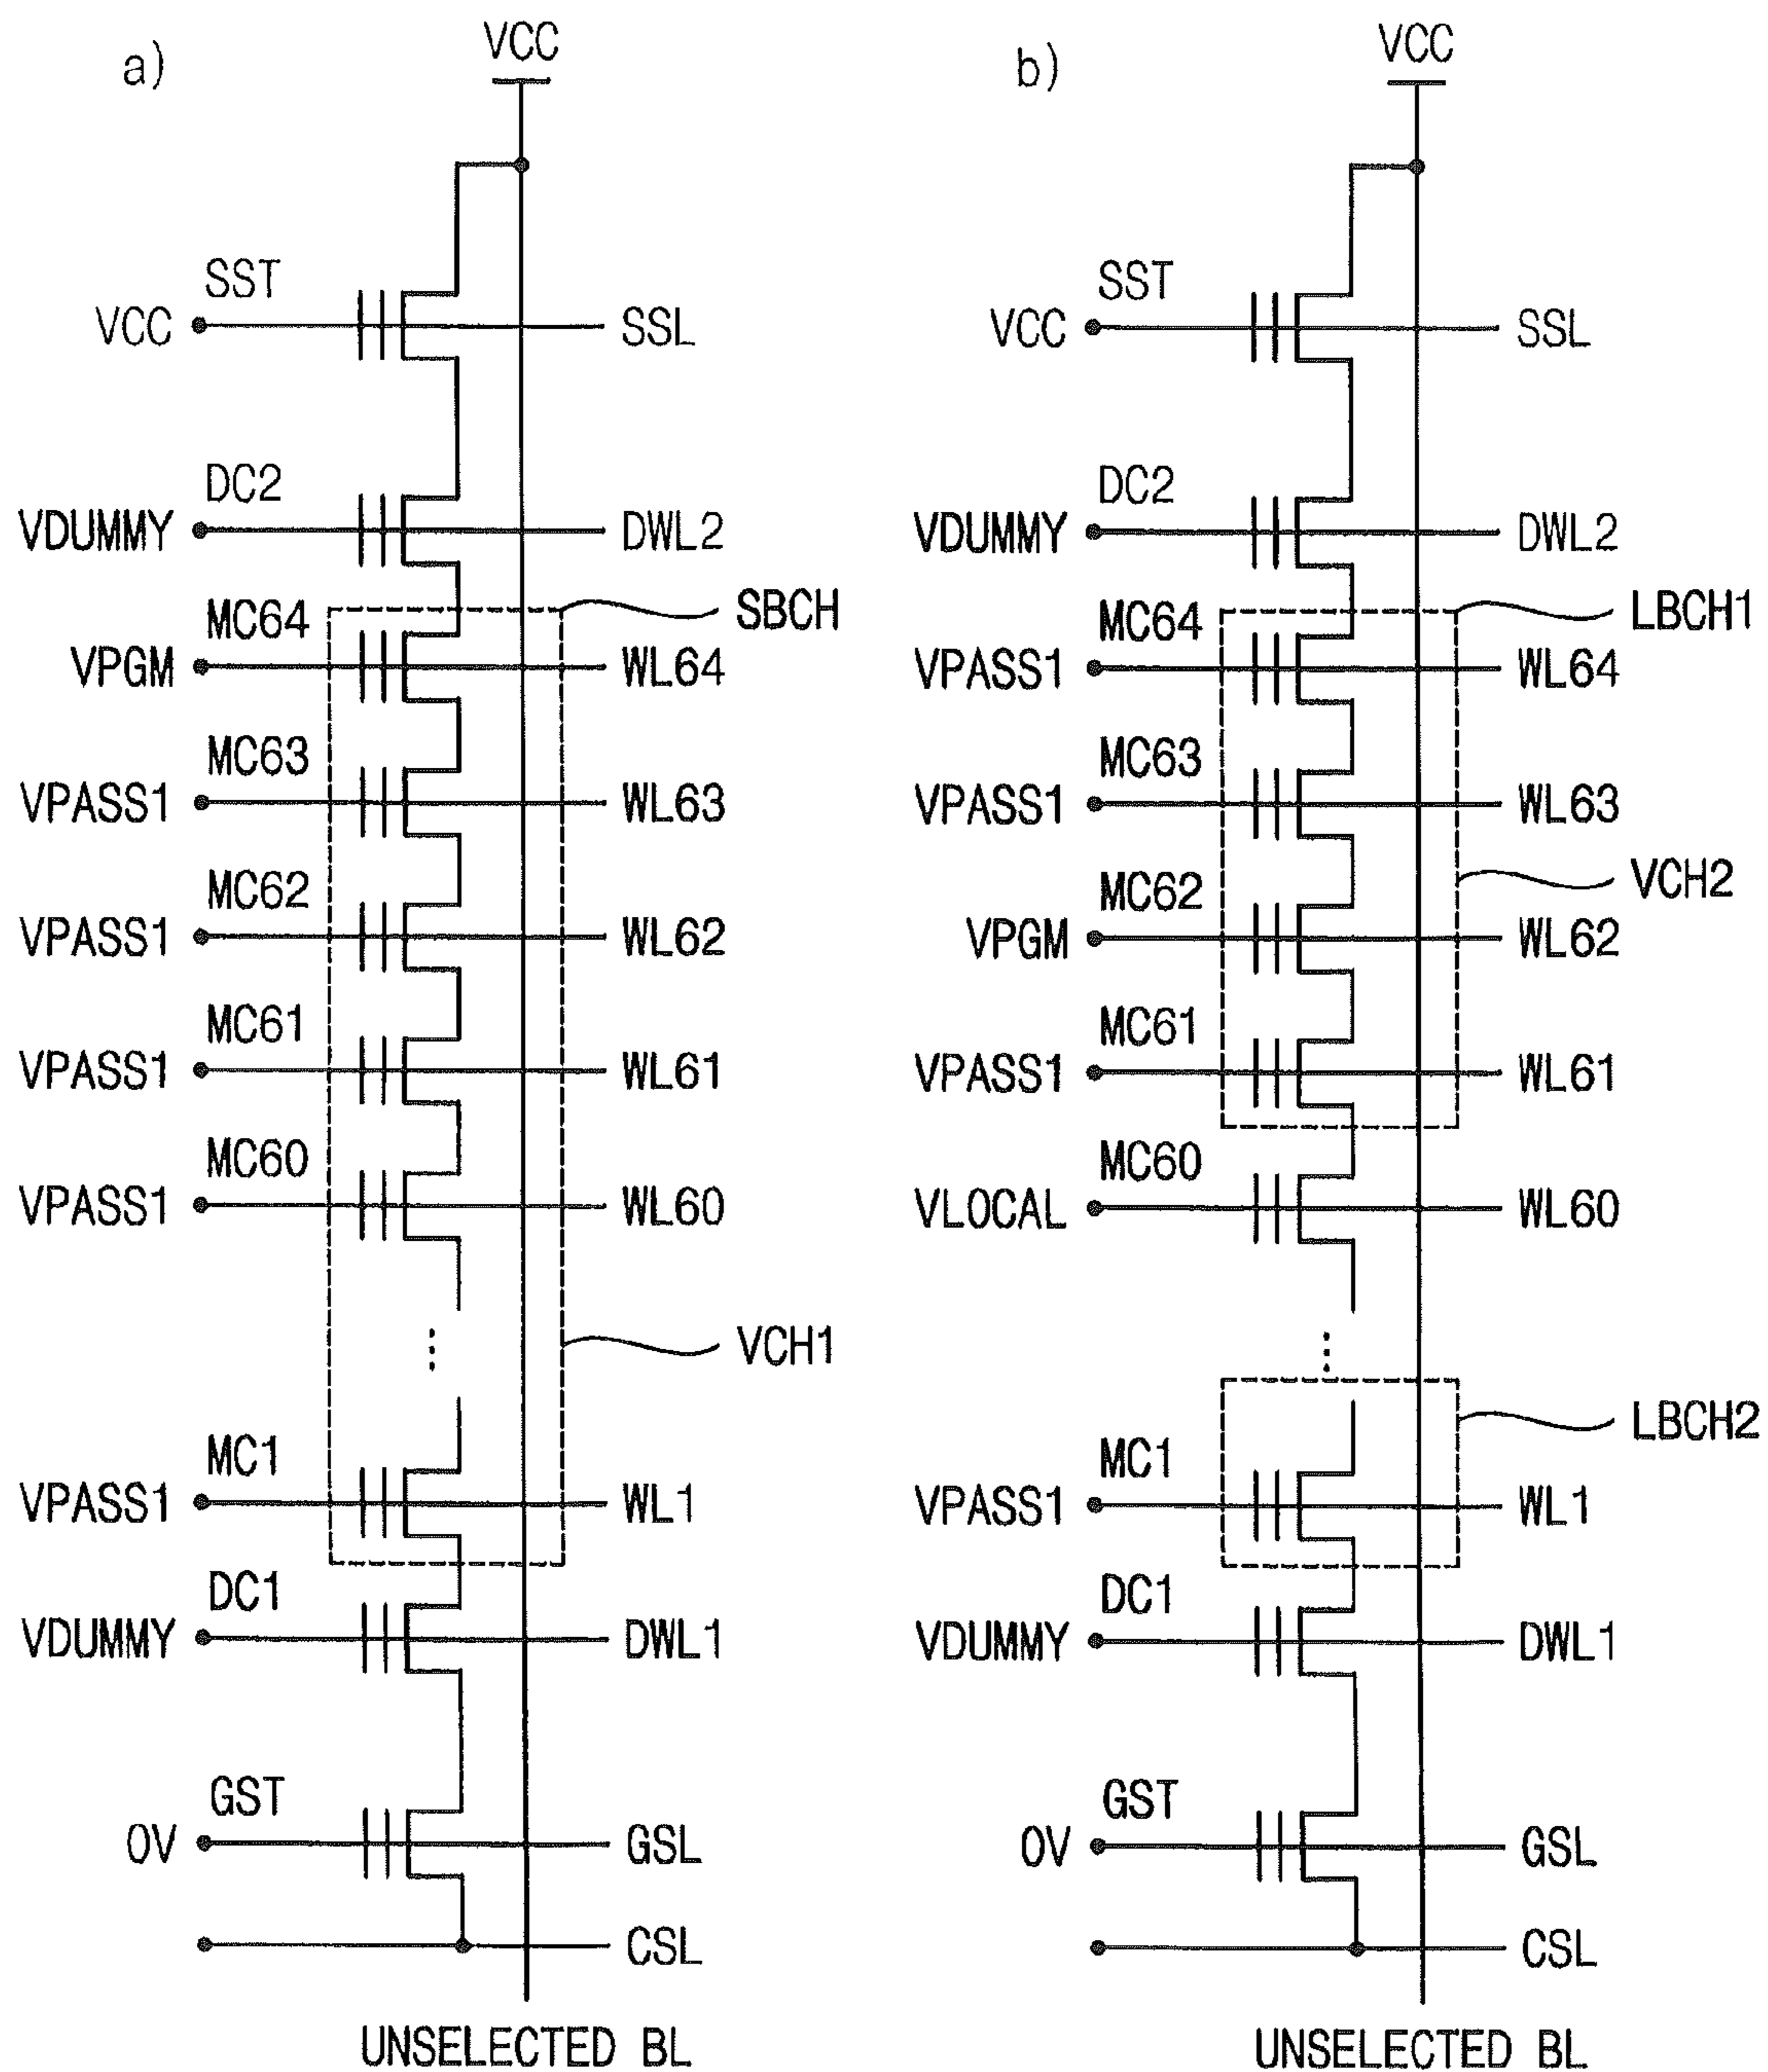 a)
VCC
SST
VCC
SSL
DC2
VDUMMY
DWL2
SBCH
MC64
VPGM
WL64
MC63
VPASS1
WL63
MC62
VPASS1
WL62
MC61
VPASS1
WL61
MC60
VPASS1
WL60
VCH1
MC1
VPASS1
WL1
DC1
VDUMMY
DWL1
GST
0V
GSL
CSL
UNSELECTED BL
b)
VCC
SST
VCC
SSL
DC2
VDUMMY
DWL2
LBCH1
MC64
VPASS1
WL64
MC63
VPASS1
WL63
VCH2
MC62
VPGM
WL62
MC61
VPASS1
WL61
MC60
VLOCAL
WL60
LBCH2
MC1
VPASS1
WL1
DC1
VDUMMY
DWL1
GST
0V
GSL
CSL
UNSELECTED BL